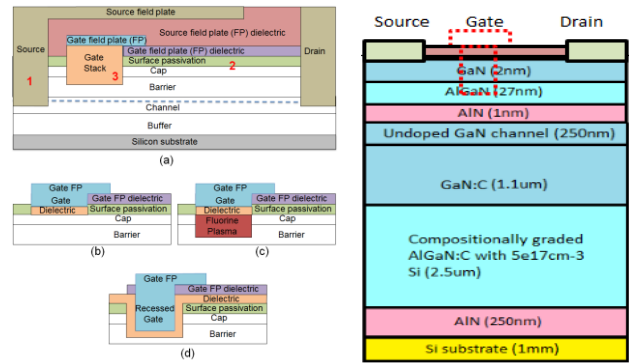 Source field plate
Source
1
Gate field plate (FP)
Source field plate (FP) dielectric
Drain
Gate
Stack
3
Gate field plate (FP) dielectric
2
Surface passivation
Cap
Barrier
Channel
Buffer
Silicon substrate
(a)
Gate FP
Gate
Gate FP dielectric
Dielectric
Surface passivation
Cap
Barrier
(b)
Gate FP
Gate
Gate FP dielectric
Dielectric
Surface passivation
Fluorine
Plasma
Cap
Barrier
(c)
Gate FP
Gate FP dielectric
Dielectric
Recessed
Gate
Surface passivation
Cap
Barrier
(d)
Source Gate Drain
GaN (2nm)
AlGaN (27nm)
AlN (1nm)
Undoped GaN channel (250nm)
GaN:C (1.1um)
Compositionally graded
AlGaN:C with 5e17cm-3
Si (2.5um)
AlN (250nm)
Si substrate (1mm)